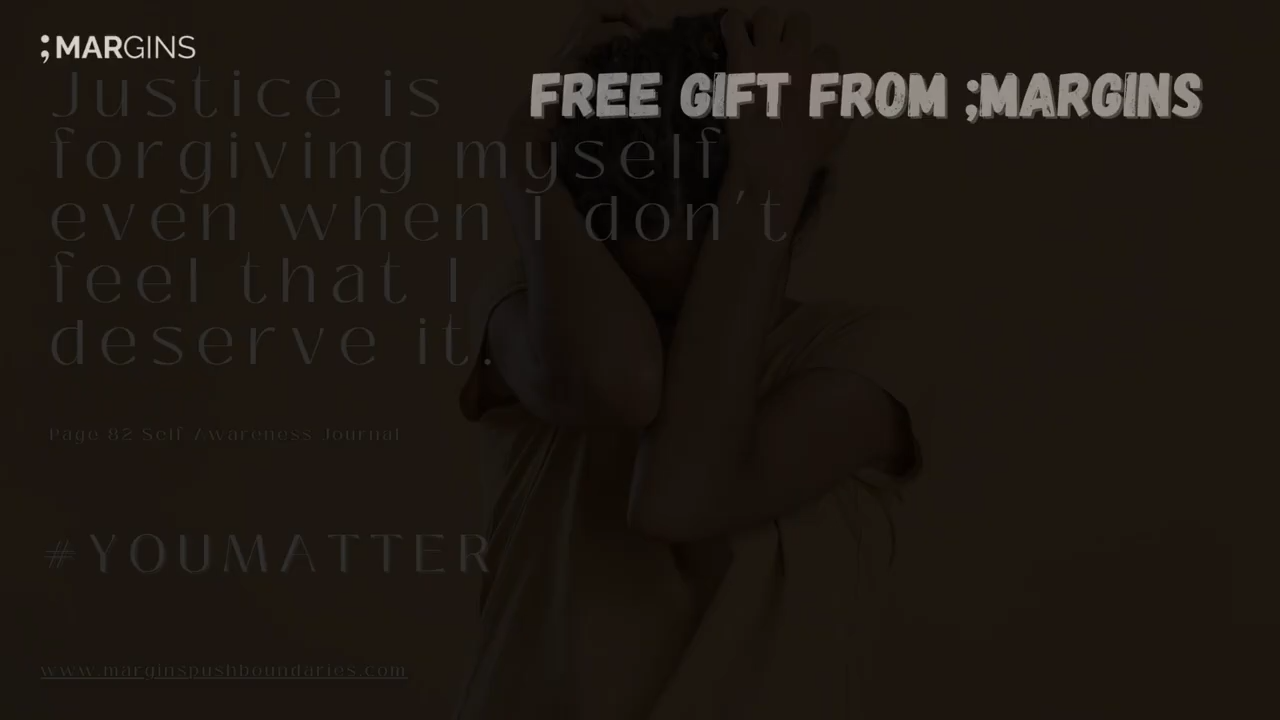 ;MARGINS
FREE GIFT FROM ;MARGINS
Justice is
forgiving myself
even when I don't
feel that I
deserve it.
Page 82 Self Awareness Journal
#YOUMATTER
www.marginspushboundaries.com